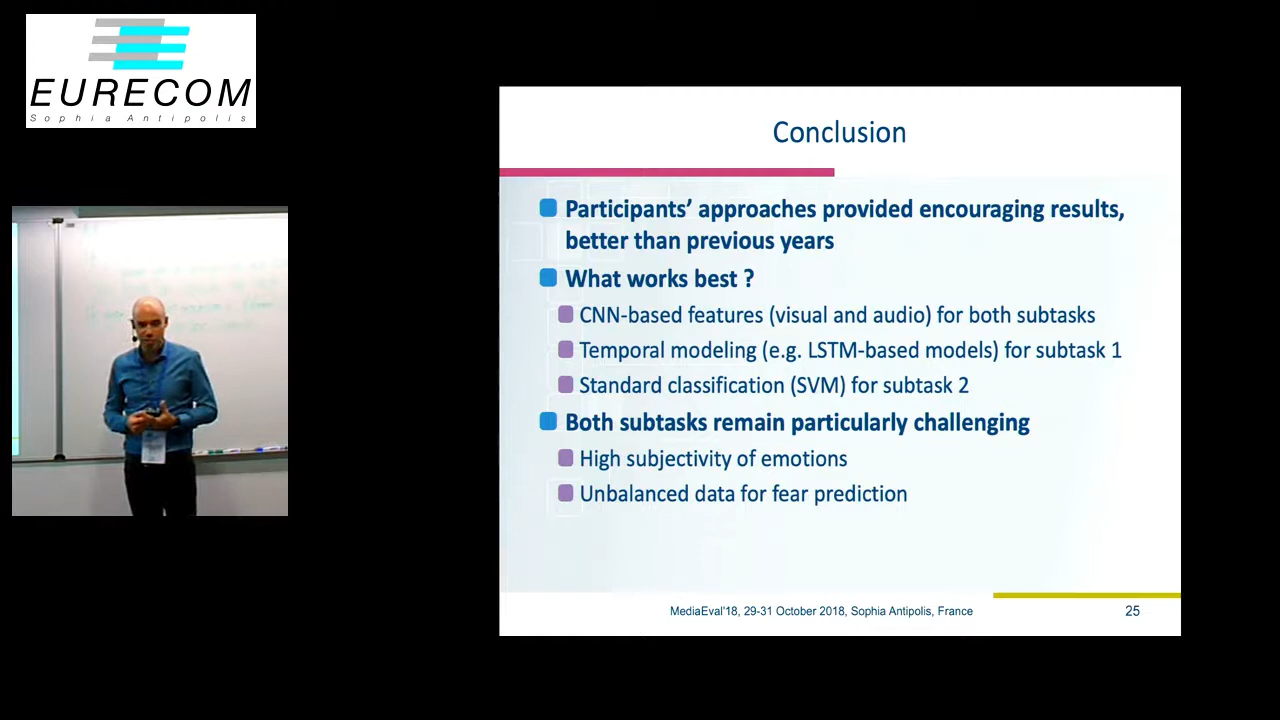 EURECOM
Sophia Antipolis
Conclusion
Participants’ approaches provided encouraging results,
better than previous years
What works best ?
CNN-based features (visual and audio) for both subtasks
Temporal modeling (e.g. LSTM-based models) for subtask 1
Standard classification (SVM) for subtask 2
Both subtasks remain particularly challenging
High subjectivity of emotions
Unbalanced data for fear prediction
MediaEval'18, 29-31 October 2018, Sophia Antipolis, France
25